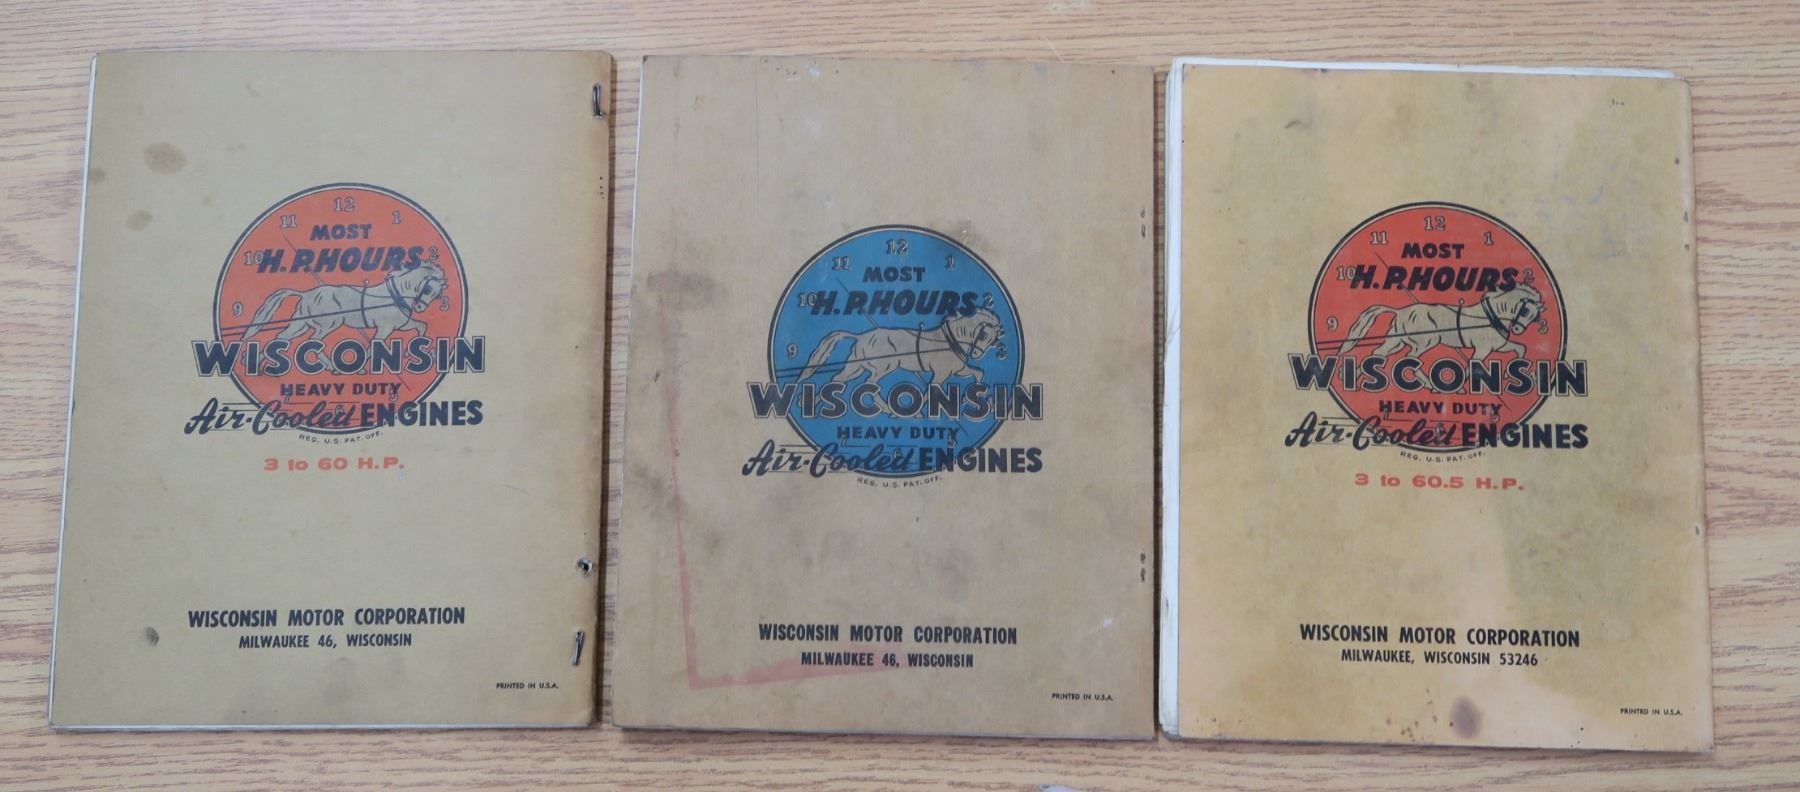 12
11 1
MOST
10 H.P. HOURS 2
9 3
WISCONSIN
HEAVY DUTY
Air-Cooled ENGINES
REG. U.S. PAT. OFF.
3 to 60 H.P.
WISCONSIN MOTOR CORPORATION
MILWAUKEE 46, WISCONSIN
PRINTED IN U.S.A.
12
11 1
MOST
10 H.P. HOURS 2
9 3
WISCONSIN
HEAVY DUTY
Air-Cooled ENGINES
REG. U.S. PAT. OFF.
WISCONSIN MOTOR CORPORATION
MILWAUKEE 46, WISCONSIN
PRINTED IN U.S.A.
12
11 1
MOST
10 H.P. HOURS 2
9 3
WISCONSIN
HEAVY DUTY
Air-Cooled ENGINES
REG. U.S. PAT. OFF.
3 to 60.5 H.P.
WISCONSIN MOTOR CORPORATION
MILWAUKEE, WISCONSIN 53246
PRINTED IN U.S.A.